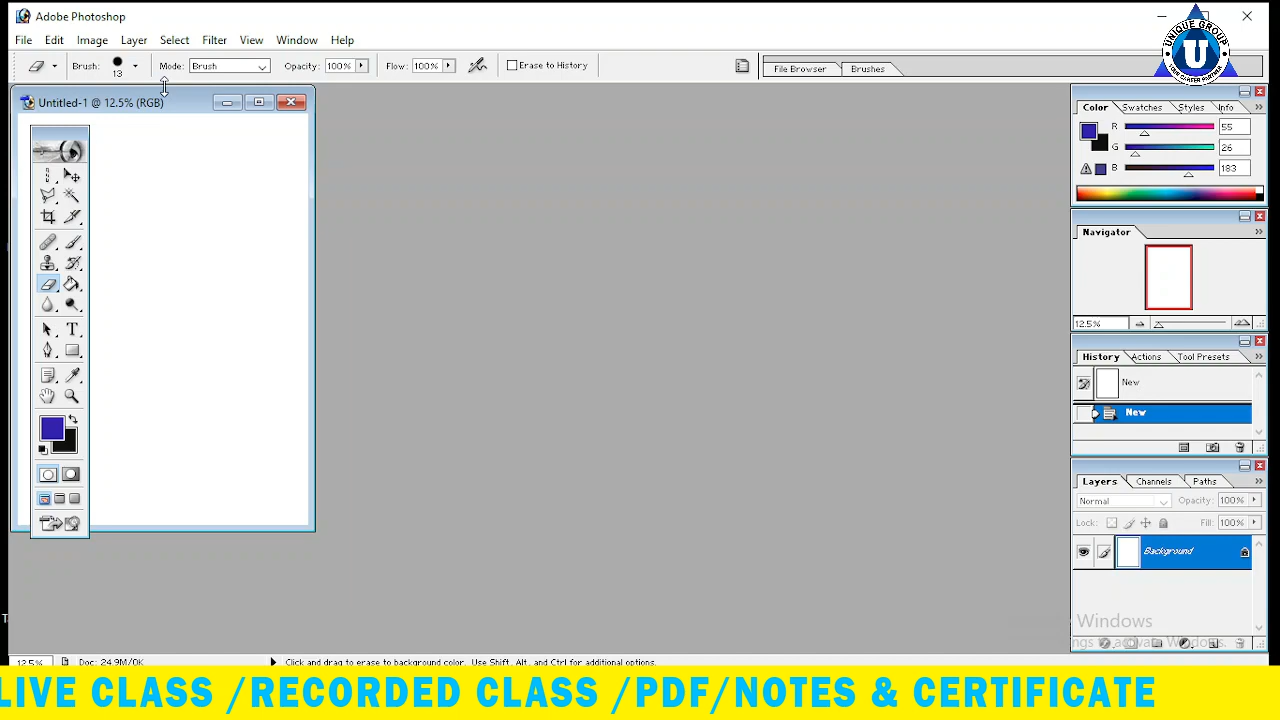 Adobe Photoshop
File Edit Image Layer Select Filter View Window Help
UNIQUE GROUP
U
YOUR CAREER PARTNER
Brush: 13 Mode: Brush Opacity: 100% Flow: 100% Erase to History File Browser Brushes
Untitled-1 @ 12.5% (RGB)
Color Swatches Styles Info
R 55
G 26
B 183
Navigator
12.5%
History Actions Tool Presets
New
New
Layers Channels Paths
Normal Opacity: 100%
Lock: Fill: 100%
Background
Windows
12.5% Doc: 24.9M/0K Click and drag to erase to background color. Use Shift, Alt, and Ctrl for additional options.
LIVE CLASS /RECORDED CLASS /PDF/NOTES & CERTIFICATE